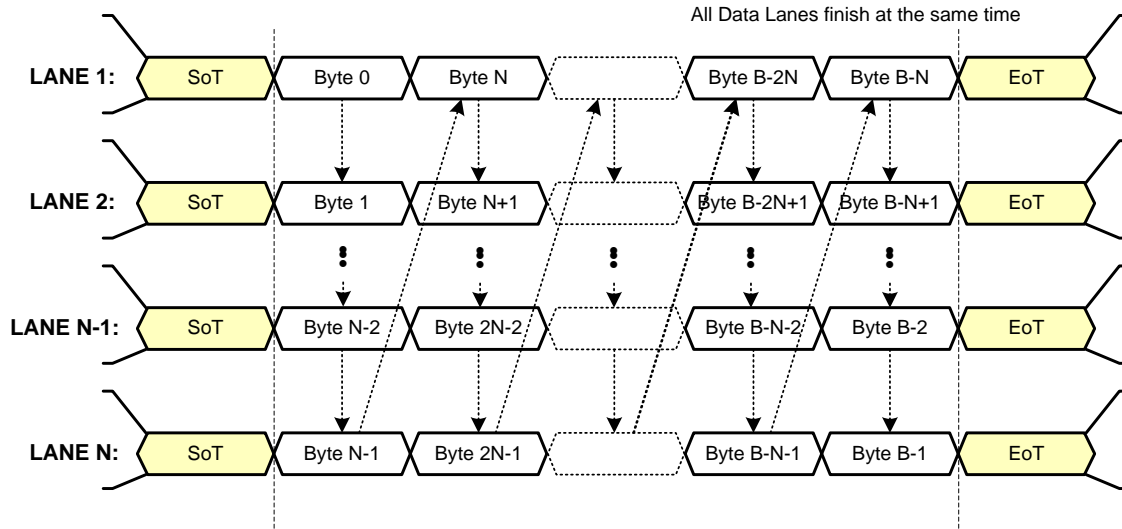 All Data Lanes finish at the same time
LANE 1: SoT Byte 0 Byte N Byte B-2N Byte B-N EoT
LANE 2: SoT Byte 1 Byte N+1 Byte B-2N+1 Byte B-N+1 EoT
LANE N-1: SoT Byte N-2 Byte 2N-2 Byte B-N-2 Byte B-2 EoT
LANE N: SoT Byte N-1 Byte 2N-1 Byte B-N-1 Byte B-1 EoT